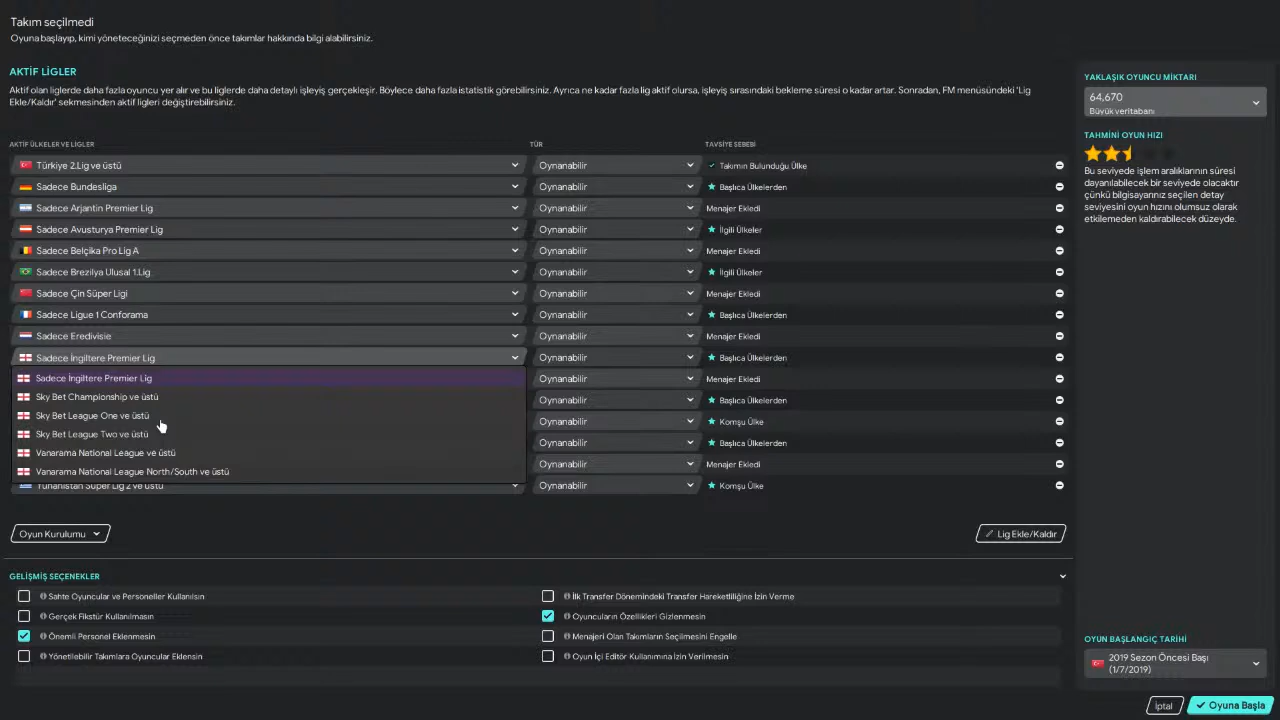 Takım seçilmedi
Oyuna başlayıp, kimi yöneteceğinizi seçmeden önce takımlar hakkında bilgi alabilirsiniz.
AKTİF LİGLER
Aktif olan liglerde daha fazla oyuncu yer alır ve bu liglerde daha detaylı işleyiş gerçekleşir. Böylece daha fazla istatistik görebilirsiniz. Ayrıca ne kadar fazla lig aktif olursa, işleyiş sırasındaki bekleme süresi o kadar artar. Sonradan, FM menüsündeki 'Lig
Ekle/Kaldır' sekmesinden aktif ligleri değiştirebilirsiniz.
AKTİF ÜLKELER VE LİGLER TÜR TAVSİYE SEBEBİ
Türkiye 2.Lig ve üstü Oynanabilir Takımın Bulunduğu Ülke
Sadece Bundesliga Oynanabilir Başlıca Ülkelerden
Sadece Arjantin Premier Lig Oynanabilir Menajer Ekledi
Sadece Avusturya Premier Lig Oynanabilir İlgili Ülkeler
Sadece Belçika Pro Lig A Oynanabilir Menajer Ekledi
Sadece Brezilya Ulusal 1.Lig Oynanabilir İlgili Ülkeler
Sadece Çin Süper Ligi Oynanabilir Menajer Ekledi
Sadece Ligue 1 Conforama Oynanabilir Başlıca Ülkelerden
Sadece Eredivisie Oynanabilir Menajer Ekledi
Sadece İngiltere Premier Lig Oynanabilir Başlıca Ülkelerden
Sadece İngiltere Premier Lig Oynanabilir Menajer Ekledi
Sky Bet Championship ve üstü Oynanabilir Başlıca Ülkelerden
Sky Bet League One ve üstü Oynanabilir Komşu Ülke
Sky Bet League Two ve üstü Oynanabilir Başlıca Ülkelerden
Vanarama National League ve üstü Oynanabilir Menajer Ekledi
Vanarama National League North/South ve üstü
Yunanistan Süper Lig 2 ve üstü Oynanabilir Komşu Ülke
Oyun Kurulumu Lig Ekle/Kaldır
GELİŞMİŞ SEÇENEKLER
Sahte Oyuncular ve Personeller Kullanılsın İlk Transfer Dönemindeki Transfer Hareketliliğine İzin Verme
Gerçek Fikstür Kullanılmasın Oyuncuların Özellikleri Gizlenmesin
Önemli Personel Eklenmesin Menajeri Olan Takımların Seçilmesini Engelle
Yönetilebilir Takımlara Oyuncular Eklensin Oyun İçi Editör Kullanımına İzin Verilmesin
YAKLAŞIK OYUNCU MİKTARI
64,670
Büyük veritabanı
TAHMİNİ OYUN HIZI
Bu seviyede işlem aralıklarının süresi
dayanılabilecek bir seviyede olacaktır
çünkü bilgisayarınız seçilen detay
seviyesini oyun hızını olumsuz olarak
etkilemeden kaldırabilecek düzeyde.
OYUN BAŞLANGIÇ TARİHİ
2019 Sezon Öncesi Başı
(1/7/2019)
İptal Oyuna Başla